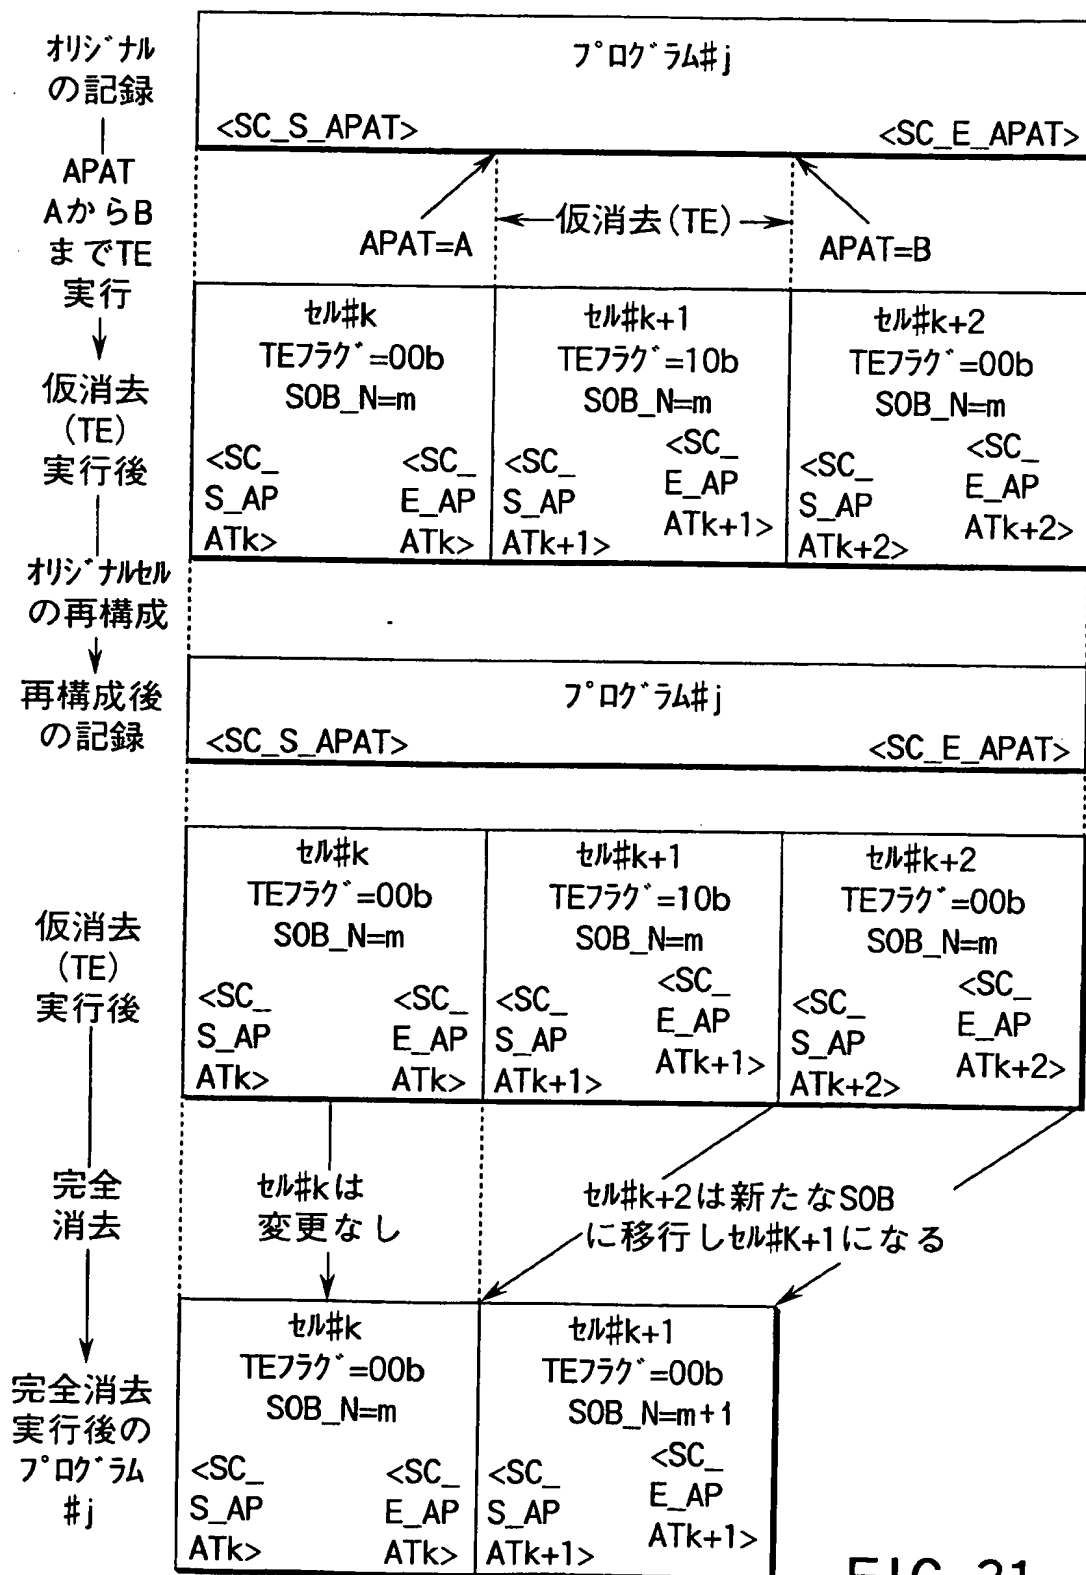 オリジナル
の記録
APAT
AからB
までTE
実行
仮消去
(TE)
実行後
オリジナルセル
の再構成
再構成後
の記録
仮消去
(TE)
実行後
完全
消去
完全消去
実行後の
プログラム
#j
プログラム#j
<SC_S_APAT>
<SC_E_APAT>
APAT=A
仮消去(TE)
APAT=B
セル#k
TEフラグ=00b
SOB_N=m
<SC_
S_AP
ATk>
<SC_
E_AP
ATk>
セル#k+1
TEフラグ=10b
SOB_N=m
<SC_
S_AP
ATk+1>
<SC_
E_AP
ATk+1>
セル#k+2
TEフラグ=00b
SOB_N=m
<SC_
S_AP
ATk+2>
<SC_
E_AP
ATk+2>
プログラム#j
<SC_S_APAT>
<SC_E_APAT>
セル#k
TEフラグ=00b
SOB_N=m
<SC_
S_AP
ATk>
<SC_
E_AP
ATk>
セル#k+1
TEフラグ=10b
SOB_N=m
<SC_
S_AP
ATk+1>
<SC_
E_AP
ATk+1>
セル#k+2
TEフラグ=00b
SOB_N=m
<SC_
S_AP
ATk+2>
<SC_
E_AP
ATk+2>
セル#kは
変更なし
セル#k+2は新たなSOB
に移行しセル#K+1になる
セル#k
TEフラグ=00b
SOB_N=m
<SC_
S_AP
ATk>
<SC_
E_AP
ATk>
セル#k+1
TEフラグ=00b
SOB_N=m+1
<SC_
S_AP
ATk+1>
<SC_
E_AP
ATk+1>
FIG. 21